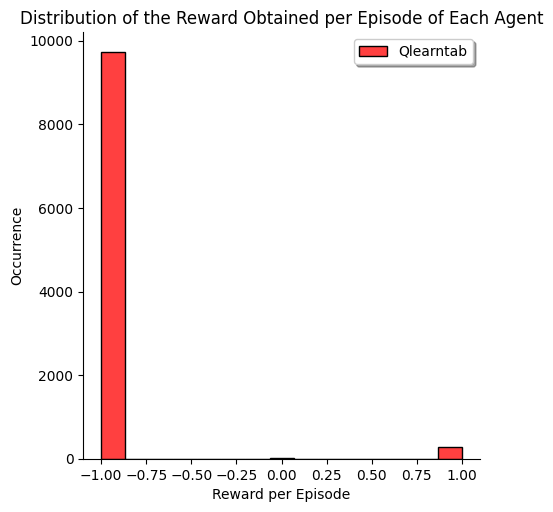 Distribution of the Reward Obtained per Episode of Each Agent
Qlearntab
10000
8000
6000
4000
2000
0
Occurrence
−1.00 −0.75 −0.50 −0.25 0.00 0.25 0.50 0.75 1.00
Reward per Episode